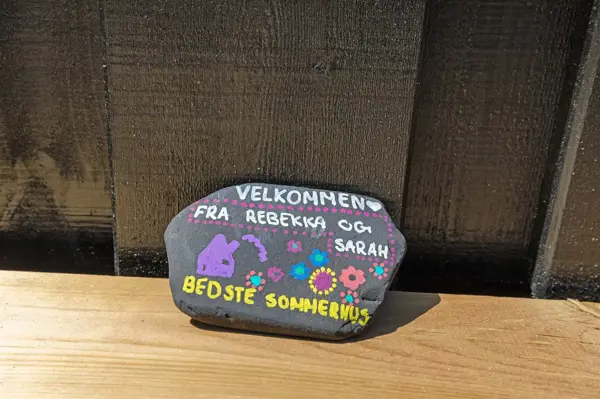 VELKOMMEN
FRA REBEKKA OG
SARAH
BEDSTE SOMMERHUS